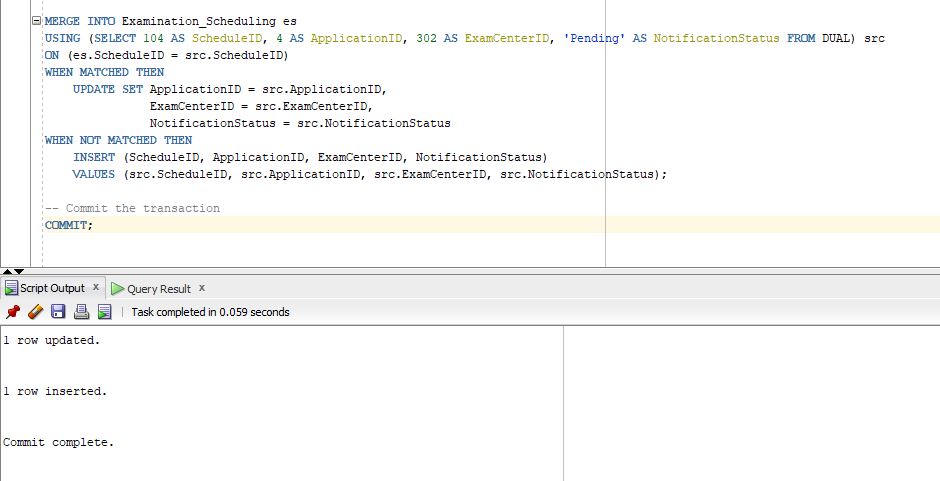 MERGE INTO Examination_Scheduling es
USING (SELECT 104 AS ScheduleID, 4 AS ApplicationID, 302 AS ExamCenterID, 'Pending' AS NotificationStatus FROM DUAL) src
ON (es.ScheduleID = src.ScheduleID)
WHEN MATCHED THEN
    UPDATE SET ApplicationID = src.ApplicationID,
               ExamCenterID = src.ExamCenterID,
               NotificationStatus = src.NotificationStatus
WHEN NOT MATCHED THEN
    INSERT (ScheduleID, ApplicationID, ExamCenterID, NotificationStatus)
    VALUES (src.ScheduleID, src.ApplicationID, src.ExamCenterID, src.NotificationStatus);
-- Commit the transaction
COMMIT;
Script Output x Query Result x
Task completed in 0.059 seconds
1 row updated.
1 row inserted.
Commit complete.